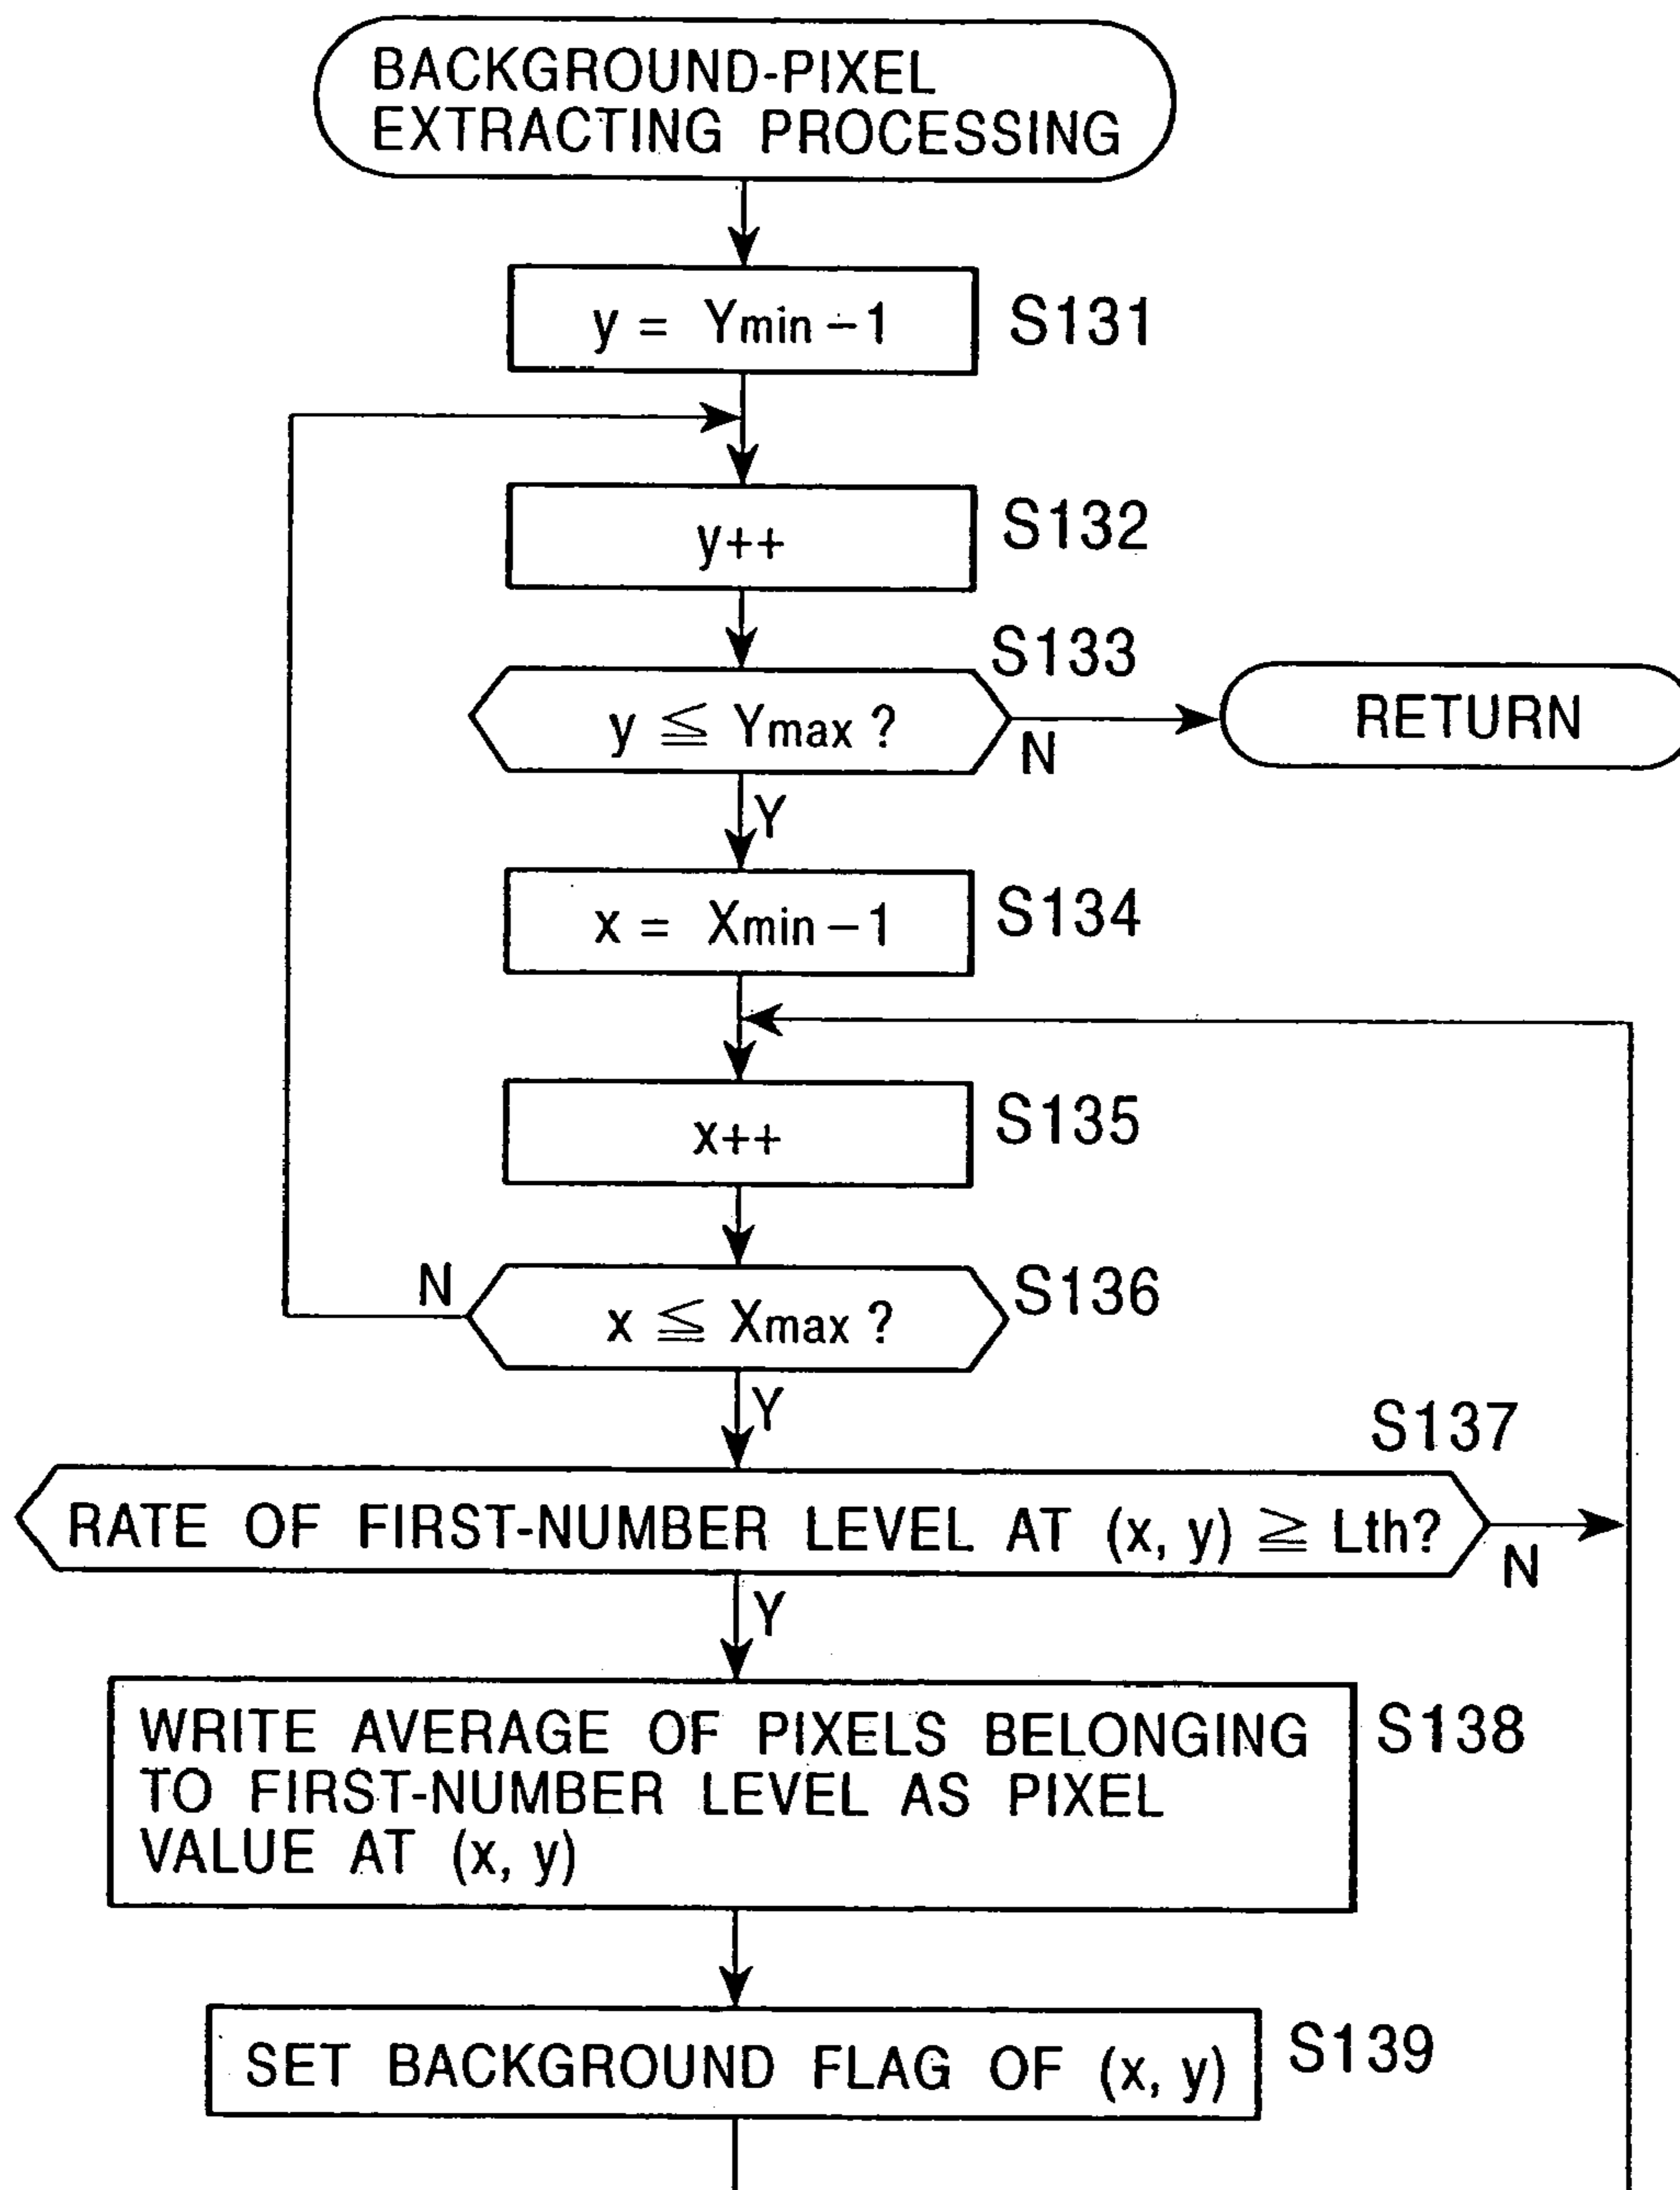 BACKGROUND-PIXEL
EXTRACTING PROCESSING
y = Ymin −1
S131
y++
S132
S133
y ≦ Ymax ?
N
RETURN
Y
x = Xmin −1
S134
x++
S135
N
x ≦ Xmax ?
S136
Y
S137
RATE OF FIRST-NUMBER LEVEL AT (x, y) ≧ Lth?
N
Y
WRITE AVERAGE OF PIXELS BELONGING
TO FIRST-NUMBER LEVEL AS PIXEL
VALUE AT (x, y)
S138
SET BACKGROUND FLAG OF (x, y)
S139